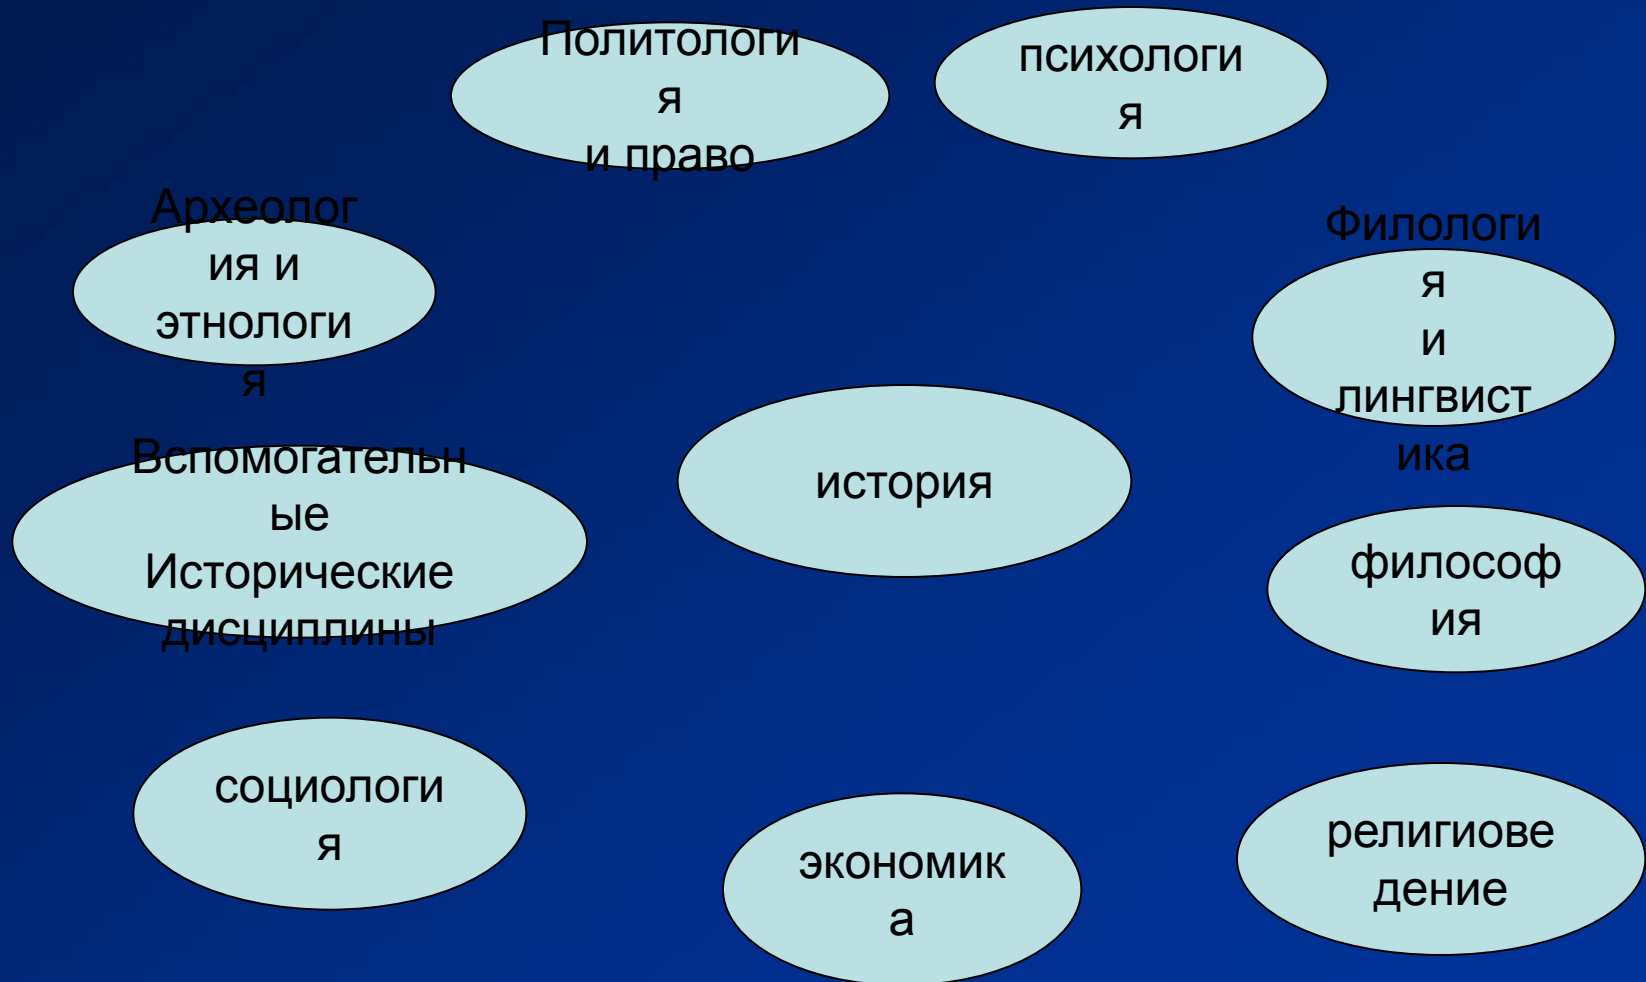 Политологи
я
и право
психологи
я
Археолог
ия и
этнологи
я
Филологи
я
и
лингвист
ика
Вспомогательн
ые
Исторические
дисциплины
история
философ
ия
социологи
я
экономик
а
религиове
дение